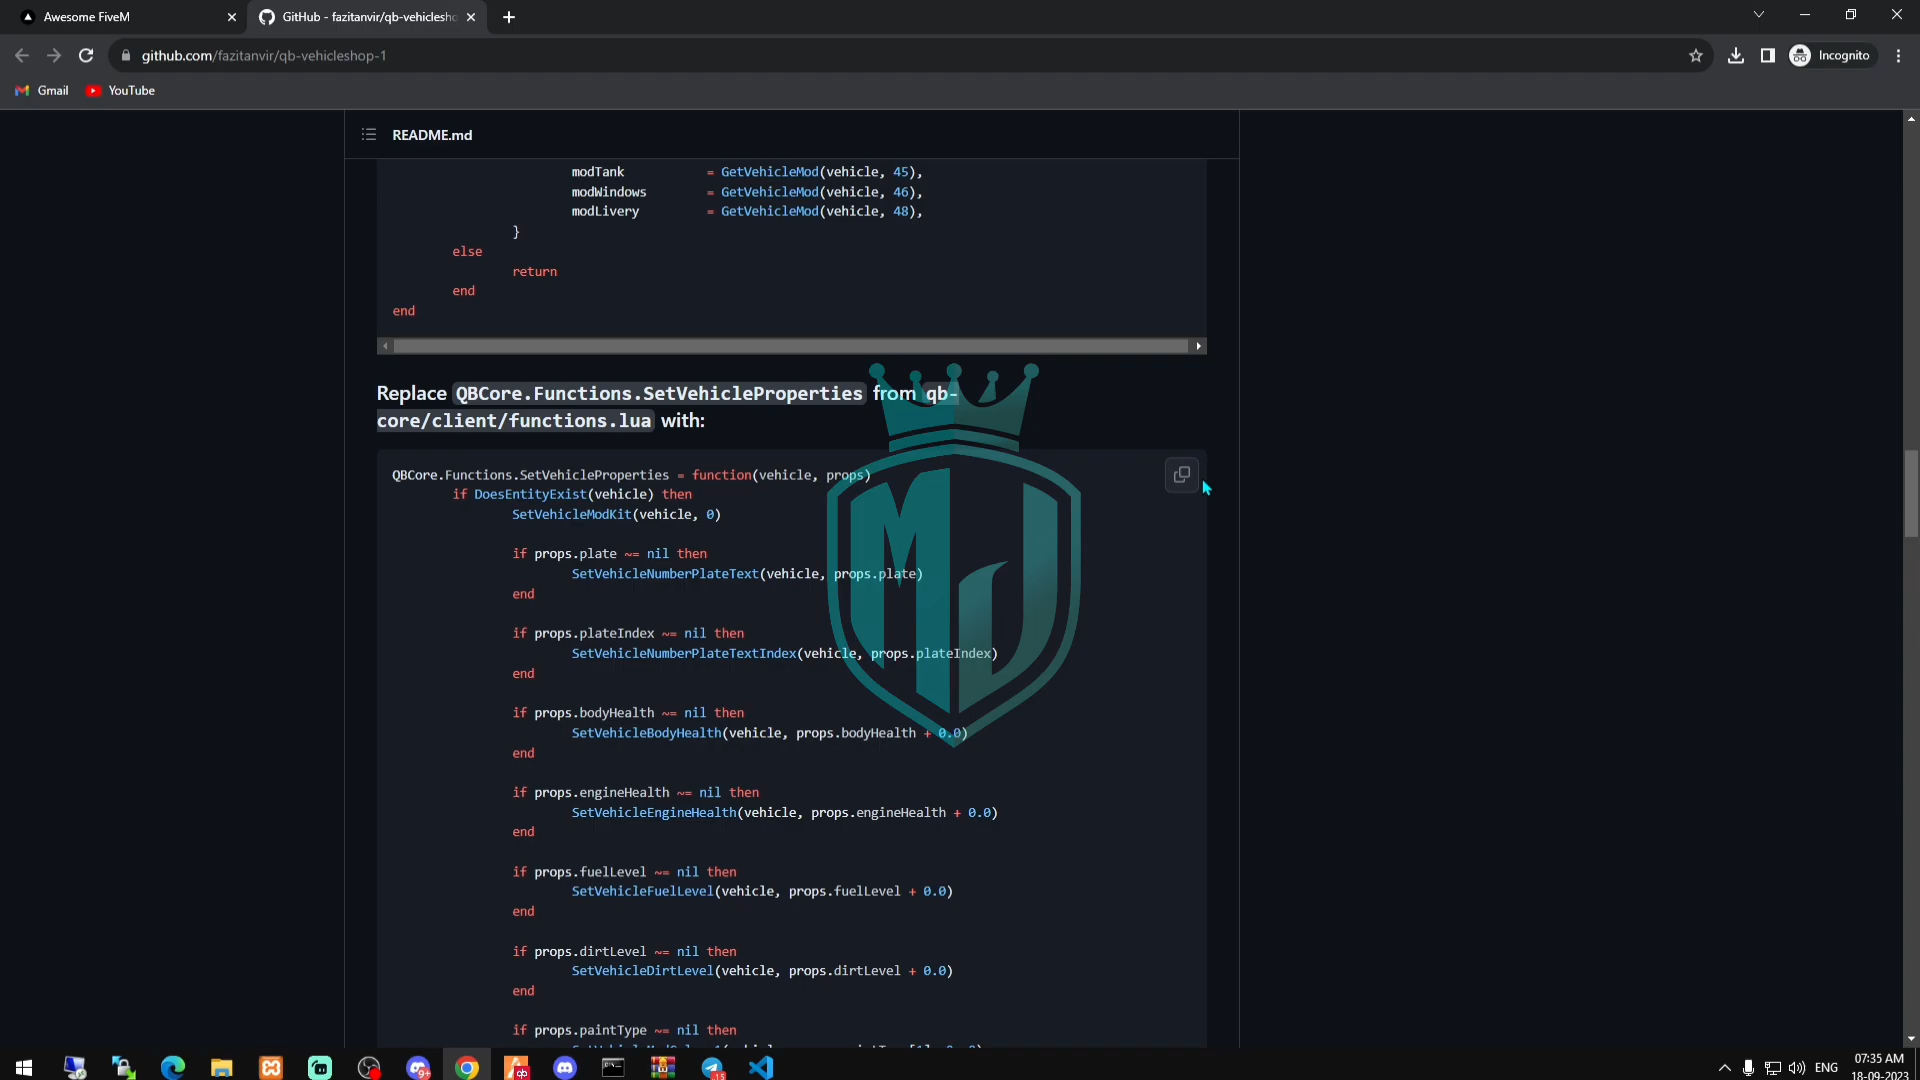 Awesome FiveM
GitHub - fazitanvir/qb-vehiclesho
github.com/fazitanvir/qb-vehicleshop-1
Incognito
Gmail
YouTube
README.md
modTank = GetVehicleMod(vehicle, 45),
modWindows = GetVehicleMod(vehicle, 46),
modLivery = GetVehicleMod(vehicle, 48),
}
else
return
end
end
Replace QBCore.Functions.SetVehicleProperties from qb-
core/client/functions.lua with:
QBCore.Functions.SetVehicleProperties = function(vehicle, props)
if DoesEntityExist(vehicle) then
SetVehicleModKit(vehicle, 0)
if props.plate ~= nil then
SetVehicleNumberPlateText(vehicle, props.plate)
end
if props.plateIndex ~= nil then
SetVehicleNumberPlateTextIndex(vehicle, props.plateIndex)
end
if props.bodyHealth ~= nil then
SetVehicleBodyHealth(vehicle, props.bodyHealth + 0.0)
end
if props.engineHealth ~= nil then
SetVehicleEngineHealth(vehicle, props.engineHealth + 0.0)
end
if props.fuelLevel ~= nil then
SetVehicleFuelLevel(vehicle, props.fuelLevel + 0.0)
end
if props.dirtLevel ~= nil then
SetVehicleDirtLevel(vehicle, props.dirtLevel + 0.0)
end
if props.paintType ~= nil then
MJ
9+
qb
15
ENG
07:35 AM
18-09-2023